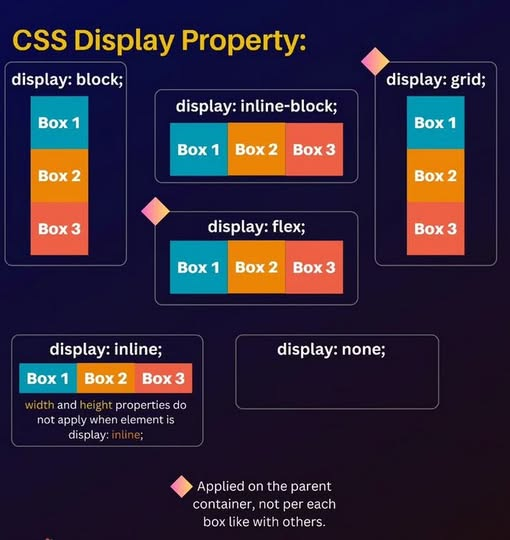 CSS Display Property:
display: block;
Box 1
Box 2
Box 3
display: inline-block;
Box 1 Box 2 Box 3
display: flex;
Box 1 Box 2 Box 3
display: grid;
Box 1
Box 2
Box 3
display: inline;
Box 1 Box 2 Box 3
width and height properties do
not apply when element is
display: inline;
display: none;
Applied on the parent
container, not per each
box like with others.